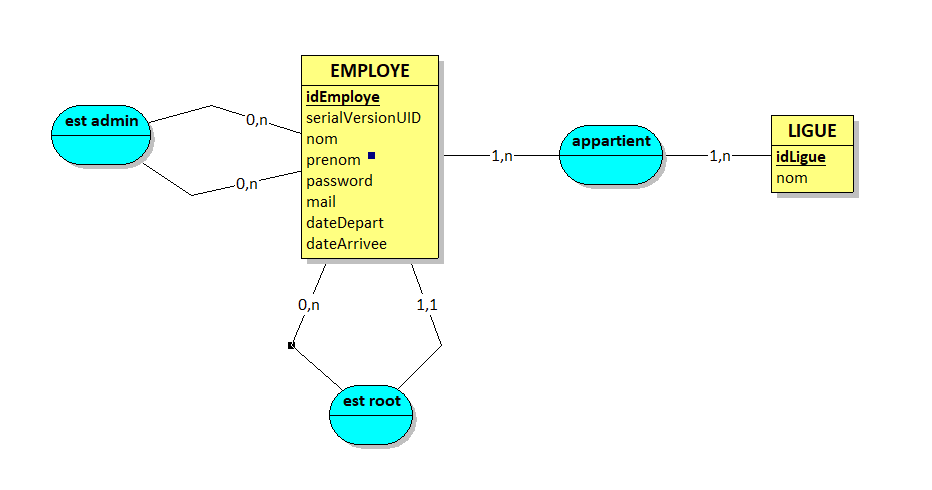 EMPLOYE
idEmploye
serialVersionUID
nom
prenom
password
mail
dateDepart
dateArrivee
est admin
0,n
0,n
1,n
appartient
1,n
LIGUE
idLigue
nom
0,n
1,1
est root